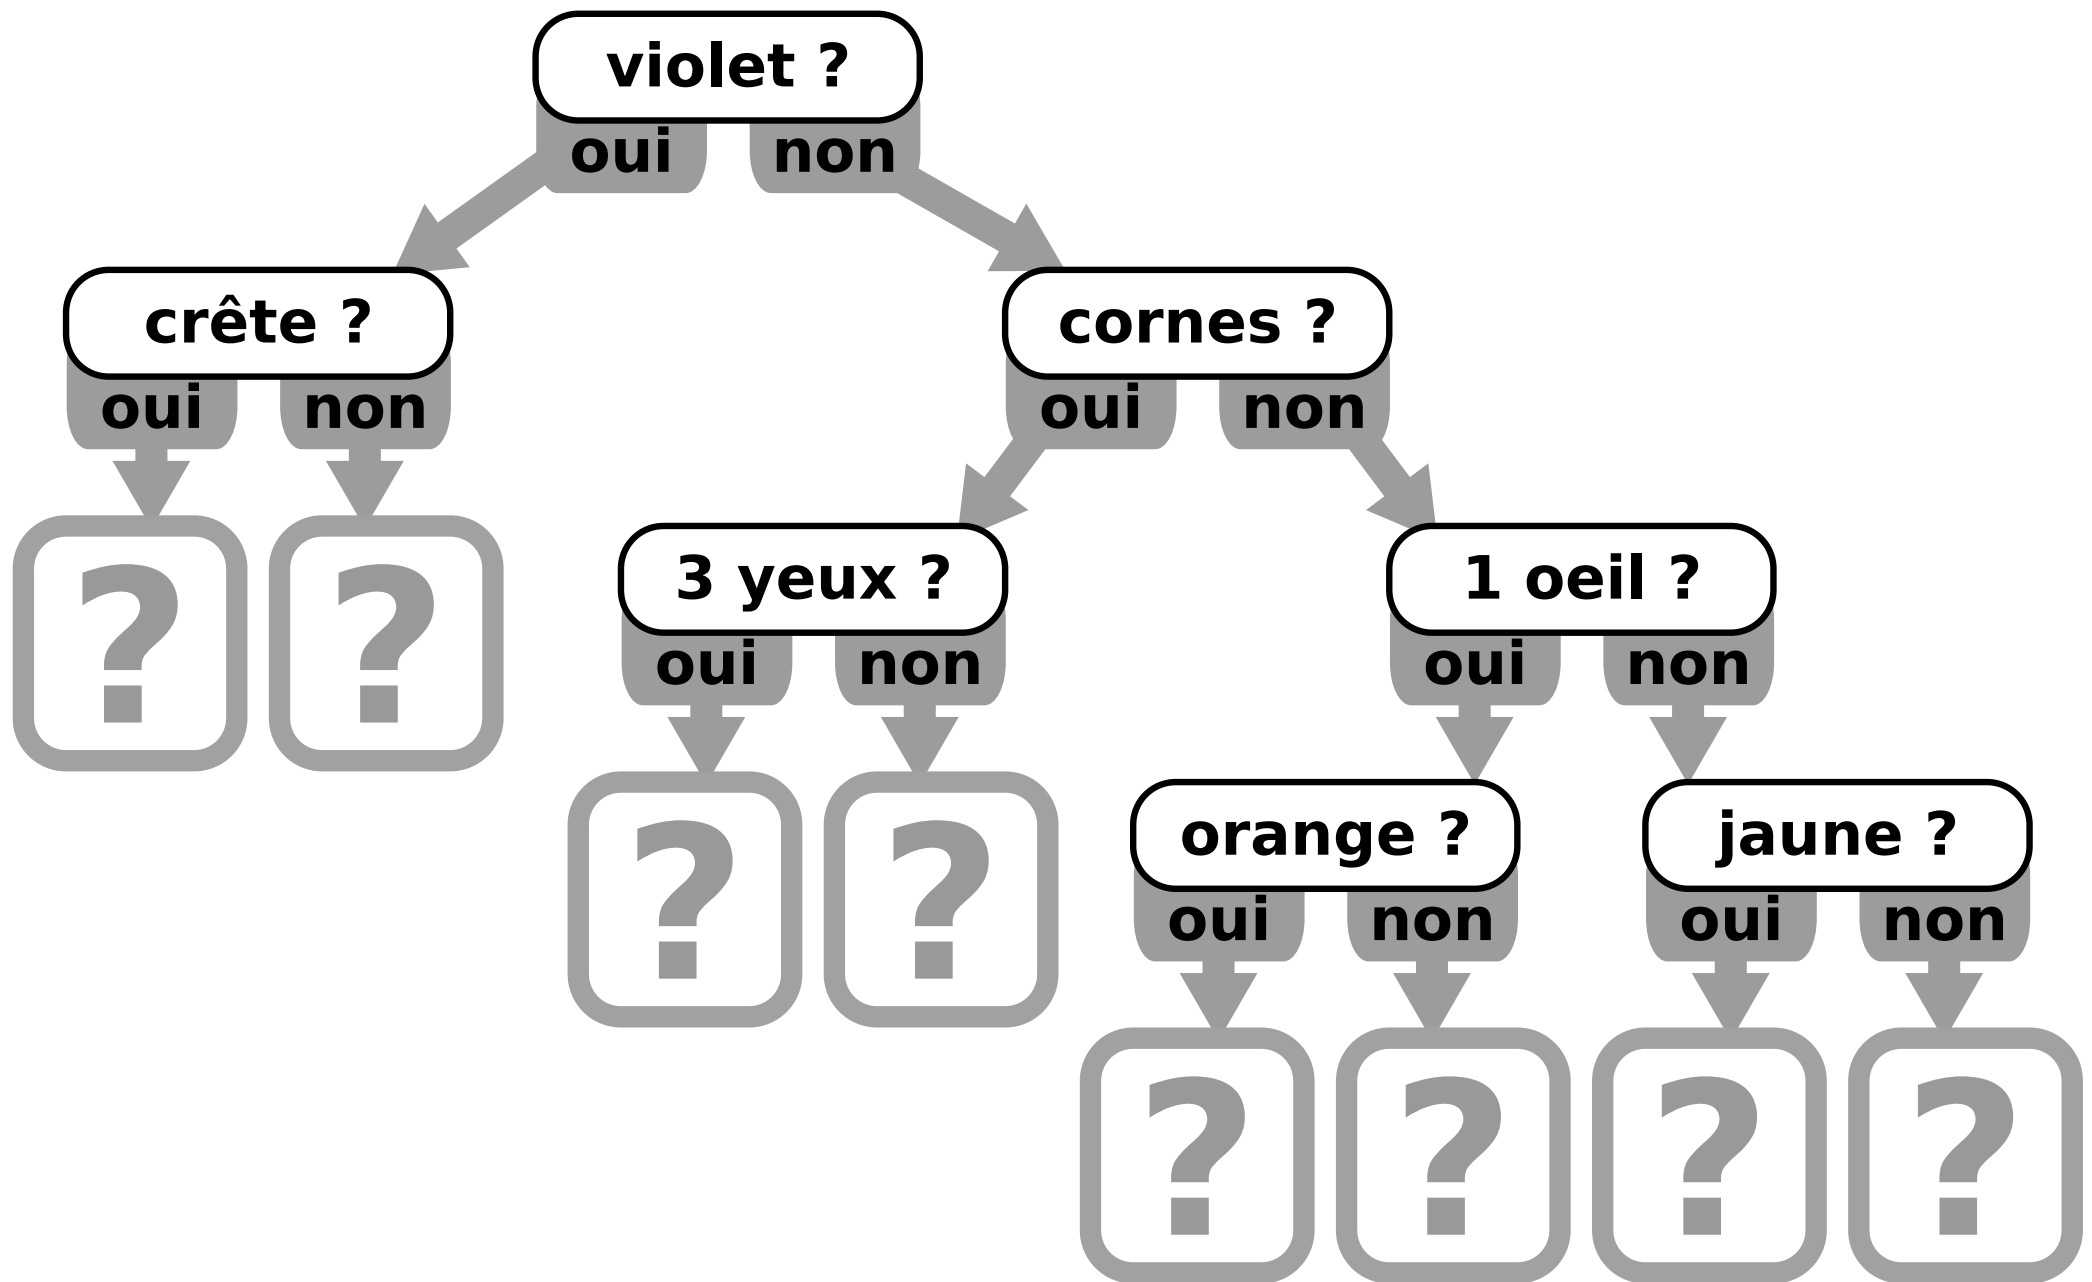 violet ?
oui non
crête ?
oui non
cornes ?
oui non
? ?
3 yeux ?
oui non
1 oeil ?
oui non
? ?
orange ?
oui non
jaune ?
oui non
? ? ? ?